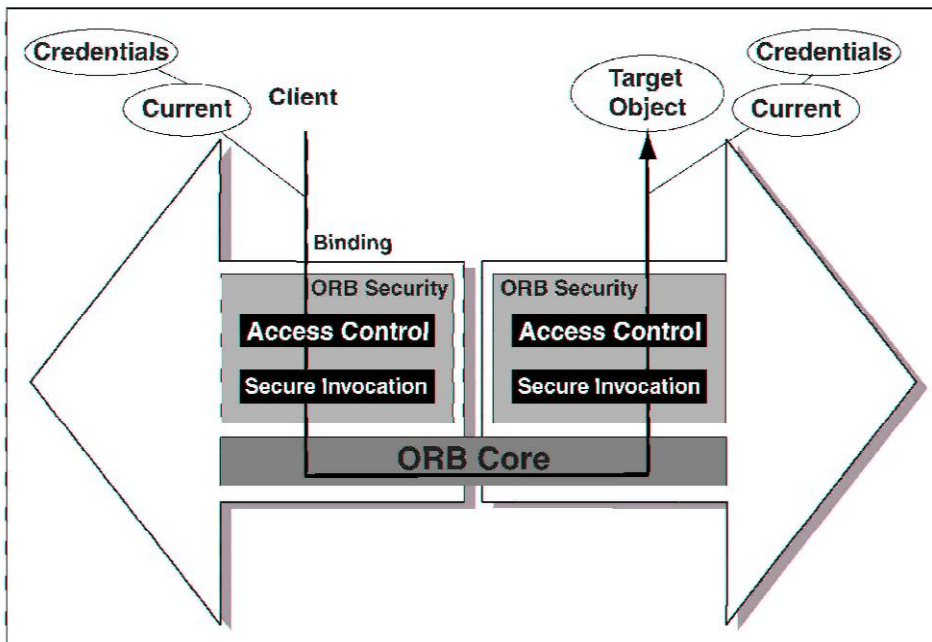 Credentials
Current
Client
Target
Object
Credentials
Current
Binding
ORB Security
ORB Security
Access Control
Access Control
Secure Invocation
Secure Invocation
ORB Core